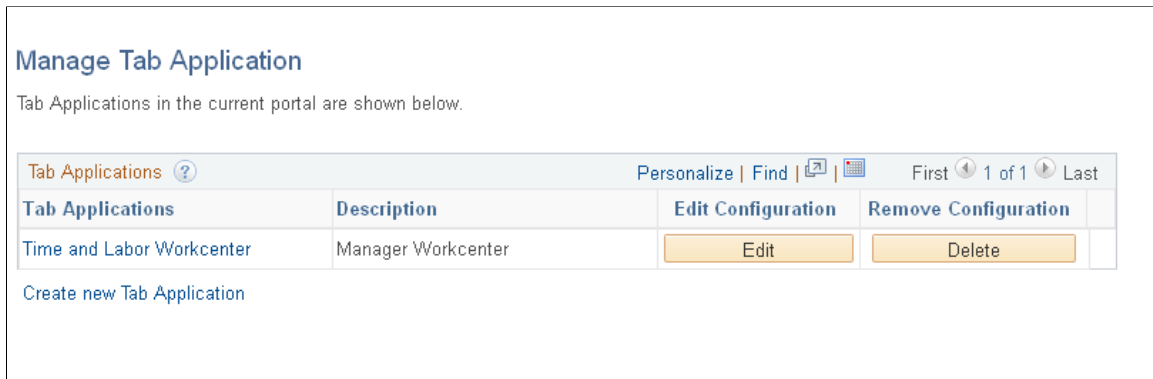 Manage Tab Application
Tab Applications in the current portal are shown below.
Tab Applications ? Personalize | Find | | First 1 of 1 Last
Tab Applications Description Edit Configuration Remove Configuration
Time and Labor Workcenter Manager Workcenter Edit Delete
Create new Tab Application